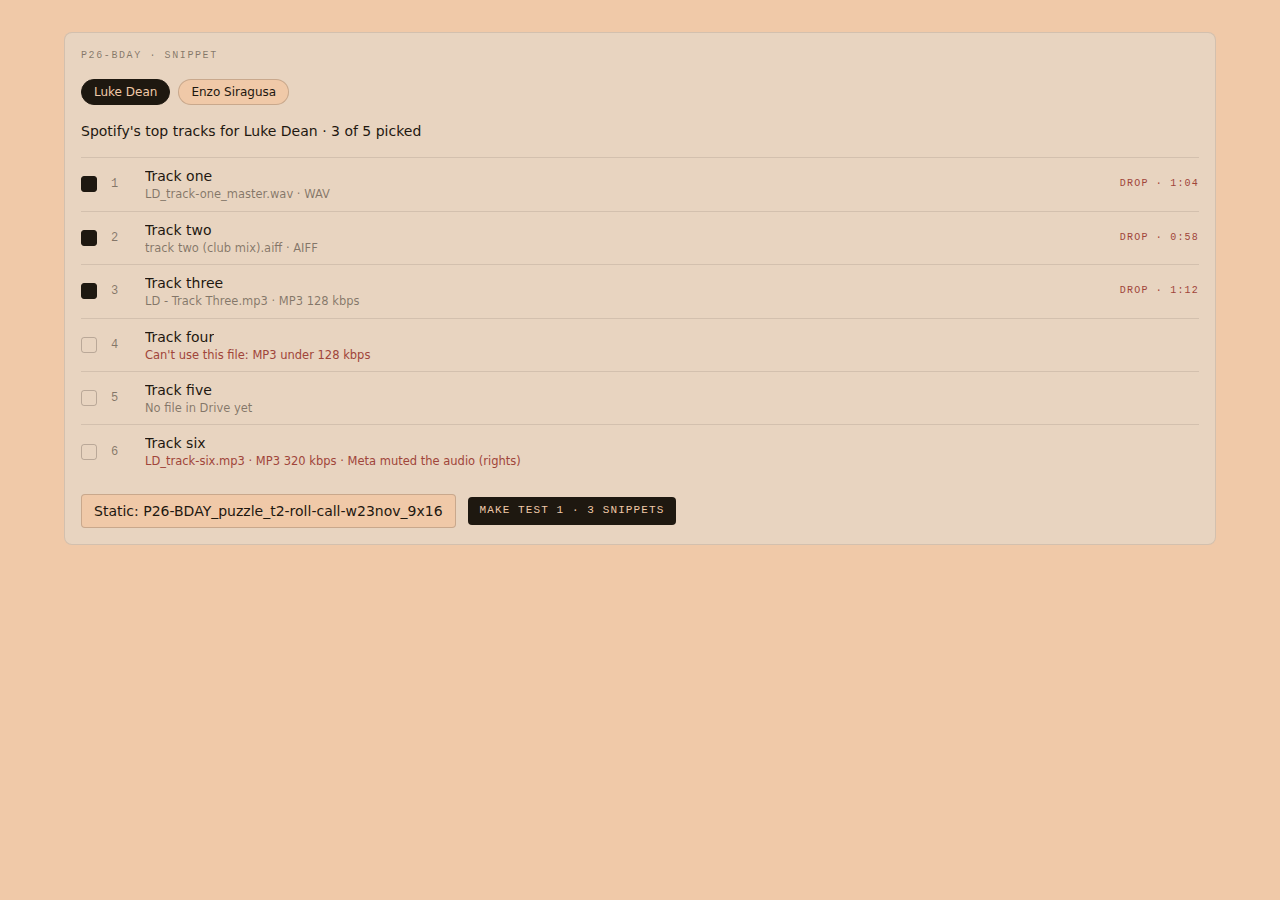 P26-BDAY · SNIPPET
Luke Dean Enzo Siragusa
Spotify's top tracks for Luke Dean · 3 of 5 picked
1 Track one DROP · 1:04
LD_track-one_master.wav · WAV
2 Track two DROP · 0:58
track two (club mix).aiff · AIFF
3 Track three DROP · 1:12
LD - Track Three.mp3 · MP3 128 kbps
4 Track four
Can't use this file: MP3 under 128 kbps
5 Track five
No file in Drive yet
6 Track six
LD_track-six.mp3 · MP3 320 kbps · Meta muted the audio (rights)
Static: P26-BDAY_puzzle_t2-roll-call-w23nov_9x16 MAKE TEST 1 · 3 SNIPPETS